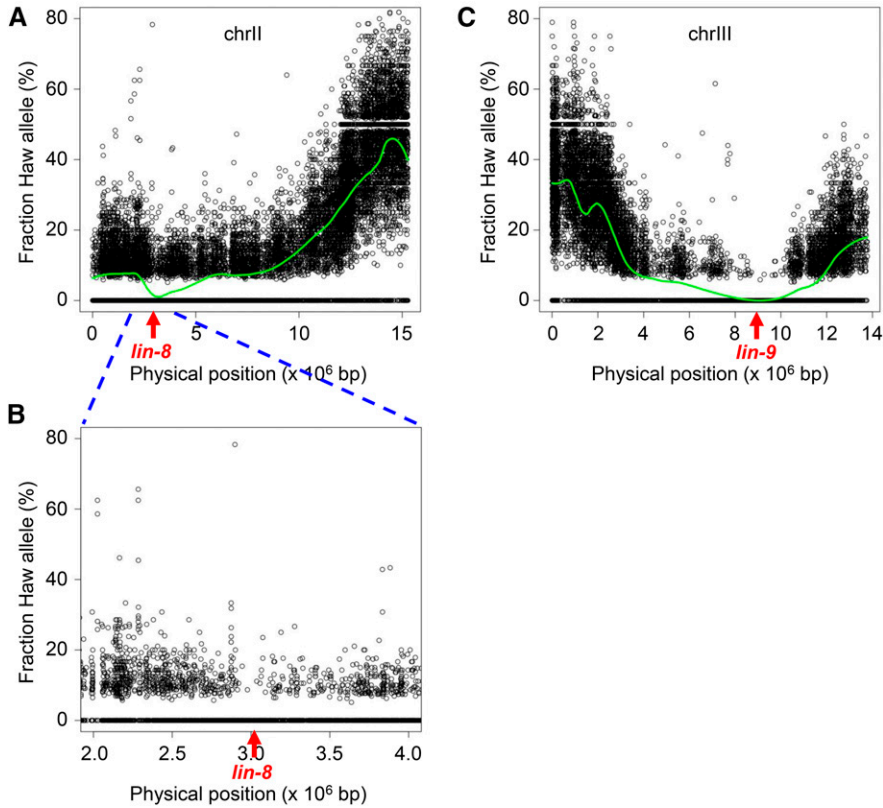 A
chrII
Fraction Haw allele (%)
80
60
40
20
0
0 5 10 15
lin-8
Physical position (x 10⁶ bp)
C
chrIII
Fraction Haw allele (%)
80
60
40
20
0
0 2 4 6 8 10 12 14
lin-9
Physical position (x 10⁶ bp)
B
Fraction Haw allele (%)
80
60
40
20
0
2.0 2.5 3.0 3.5 4.0
lin-8
Physical position (x 10⁶ bp)